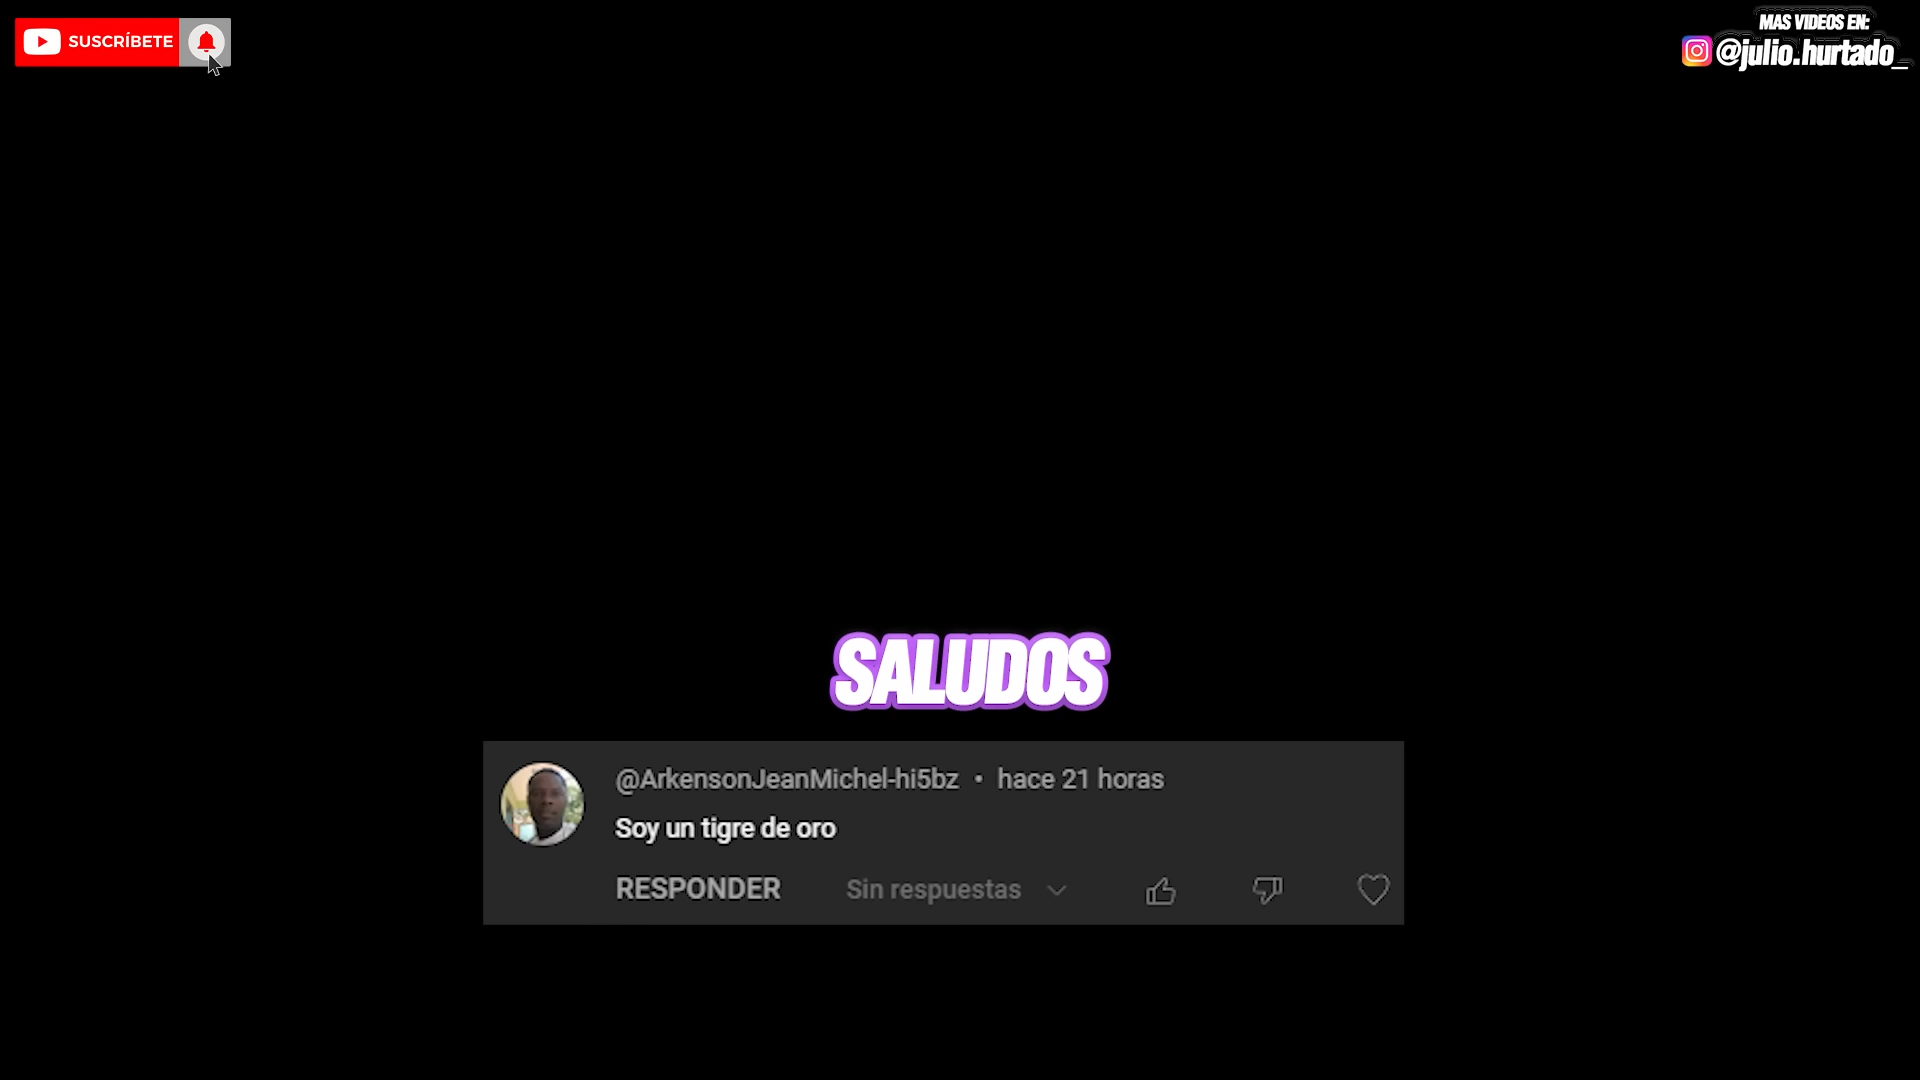 SUSCRÍBETE
MAS VIDEOS EN:
@julio.hurtado_
SALUDOS
@ArkensonJeanMichel-hi5bz • hace 21 horas
Soy un tigre de oro
RESPONDER Sin respuestas